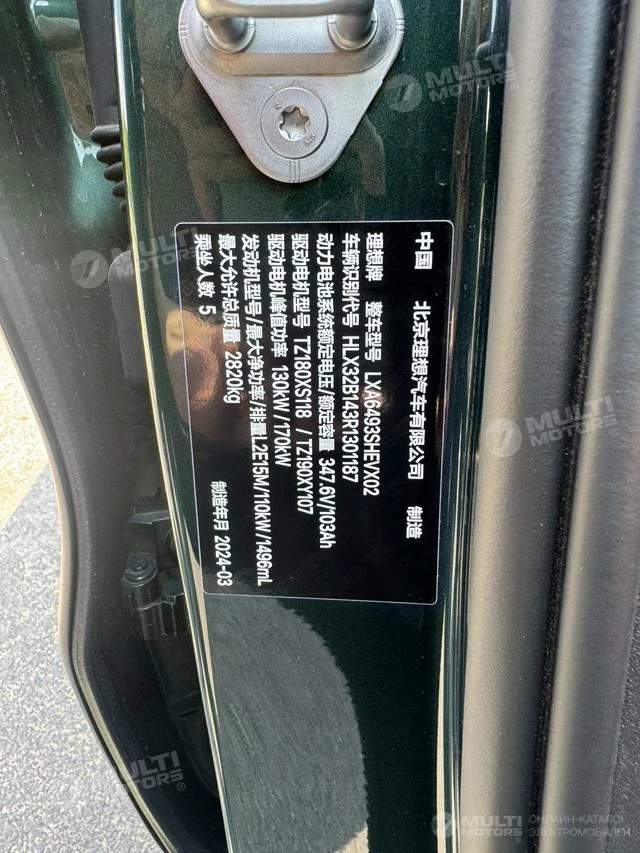 中国 北京理想汽车有限公司 制造
理想牌 整车型号 LXA6493SHEVX02
车辆识别代号 HLX32B143R1301187
动力电池系统额定电压/额定容量 347.6V/103Ah
驱动电机型号 TZ180XS118 / TZ190XY107
驱动电机峰值功率 130kW/170kW
发动机型号/最大净功率/排量L2E15M/110kW/1496mL
最大允许总质量 2820kg
乘坐人数 5 制造年月 2024-03
MULTI MOTORS
MULTI MOTORS
MULTI MOTORS
MULTI MOTORS®
MULTI MOTORS ОНЛАЙН-КАТАЛОГ
ЭЛЕКТРОМОБИЛЕЙ